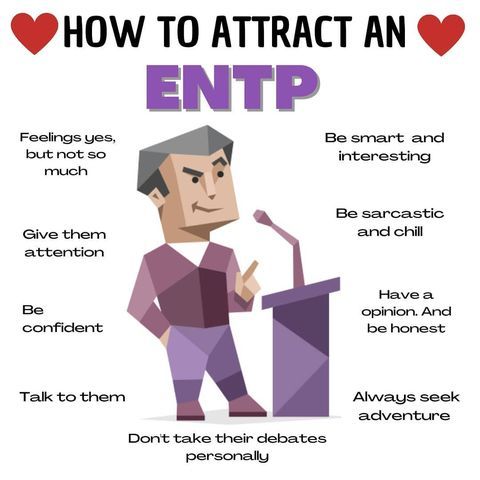 HOW TO ATTRACT AN
ENTP
Feelings yes,
but not so
much
Be smart and
interesting
Give them
attention
Be sarcastic
and chill
Be
confident
Have a
opinion. And
be honest
Talk to them
Always seek
adventure
Don't take their debates
personally